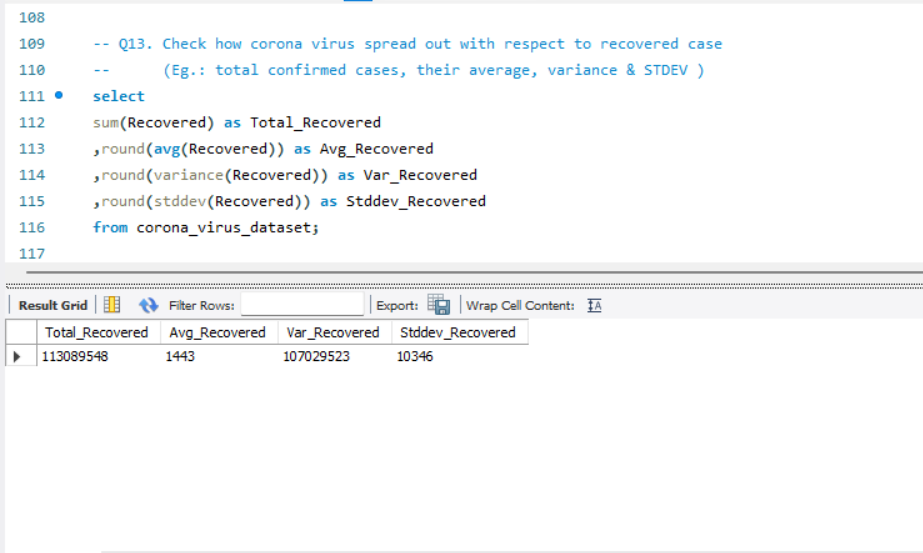 108
109 -- Q13. Check how corona virus spread out with respect to recovered case
110 -- (Eg.: total confirmed cases, their average, variance & STDEV )
111 select
112 sum(Recovered) as Total_Recovered
113 ,round(avg(Recovered)) as Avg_Recovered
114 ,round(variance(Recovered)) as Var_Recovered
115 ,round(stddev(Recovered)) as Stddev_Recovered
116 from corona_virus_dataset;
117
Result Grid Filter Rows: Export: Wrap Cell Content:
Total_Recovered Avg_Recovered Var_Recovered Stddev_Recovered
113089548 1443 107029523 10346